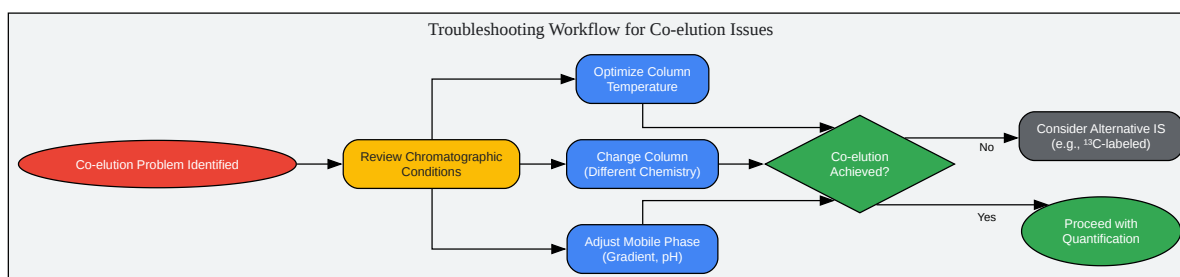 Troubleshooting Workflow for Co-elution Issues
Optimize Column
Temperature
Co-elution Problem Identified
Review Chromatographic
Conditions
Change Column
(Different Chemistry)
Adjust Mobile Phase
(Gradient, pH)
Co-elution
Achieved?
No
Consider Alternative IS
(e.g., ¹³C-labeled)
Yes
Proceed with
Quantification